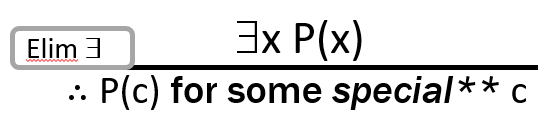 ∃x P(x)
Elim ∃
∴ P(c) for some special** c